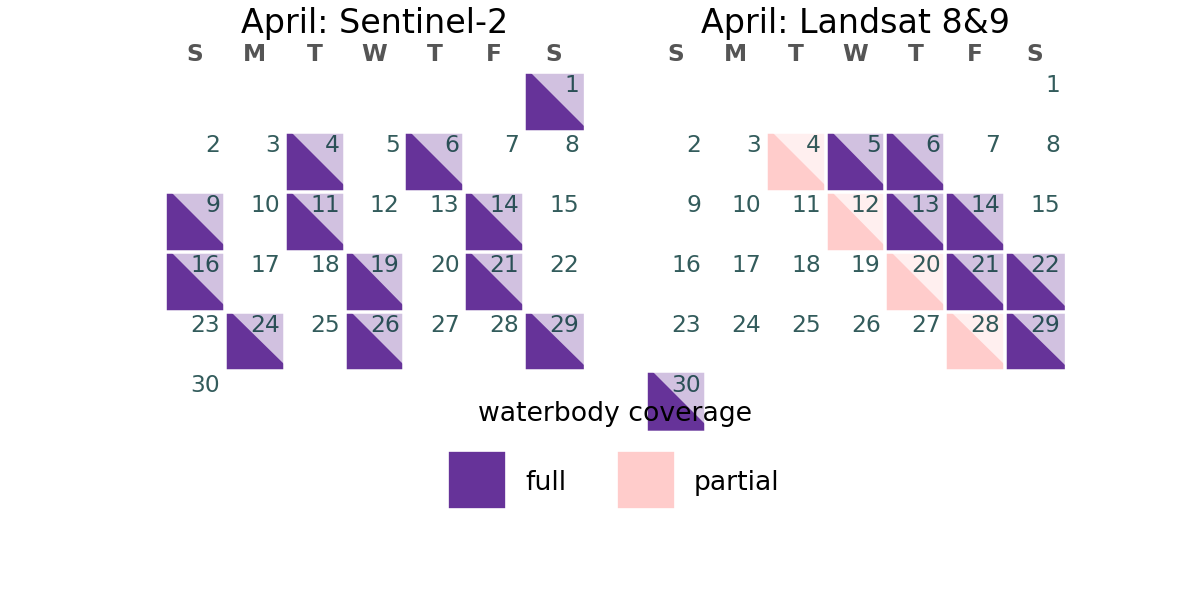 April: Sentinel-2
S M T W T F S
1
2 3 4 5 6 7 8
9 10 11 12 13 14 15
16 17 18 19 20 21 22
23 24 25 26 27 28 29
30
April: Landsat 8&9
S M T W T F S
1
2 3 4 5 6 7 8
9 10 11 12 13 14 15
16 17 18 19 20 21 22
23 24 25 26 27 28 29
30
waterbody coverage
full
partial